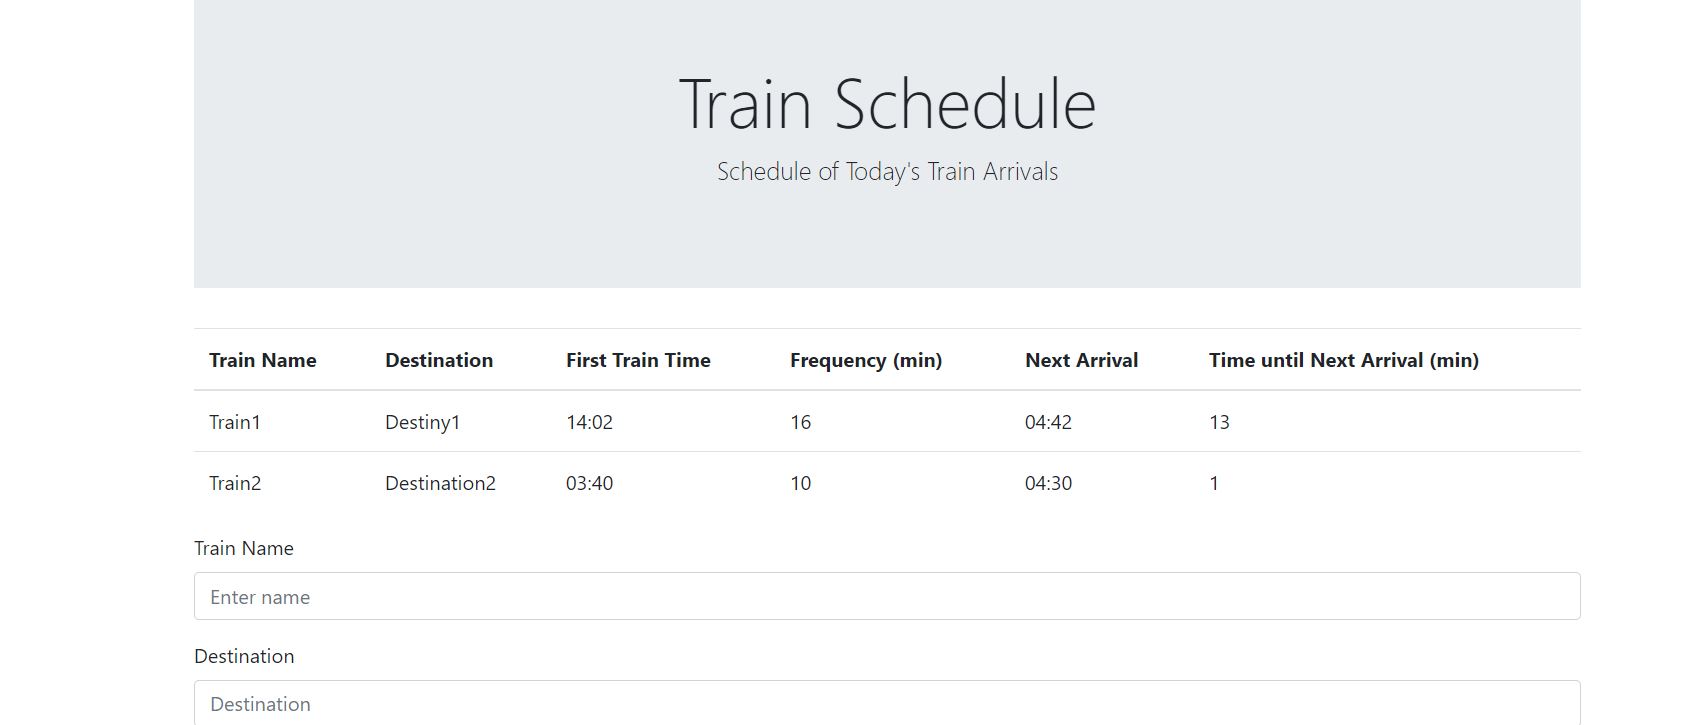 Train Schedule
Schedule of Today's Train Arrivals
Train Name Destination First Train Time Frequency (min) Next Arrival Time until Next Arrival (min)
Train1 Destiny1 14:02 16 04:42 13
Train2 Destination2 03:40 10 04:30 1
Train Name
Enter name
Destination
Destination